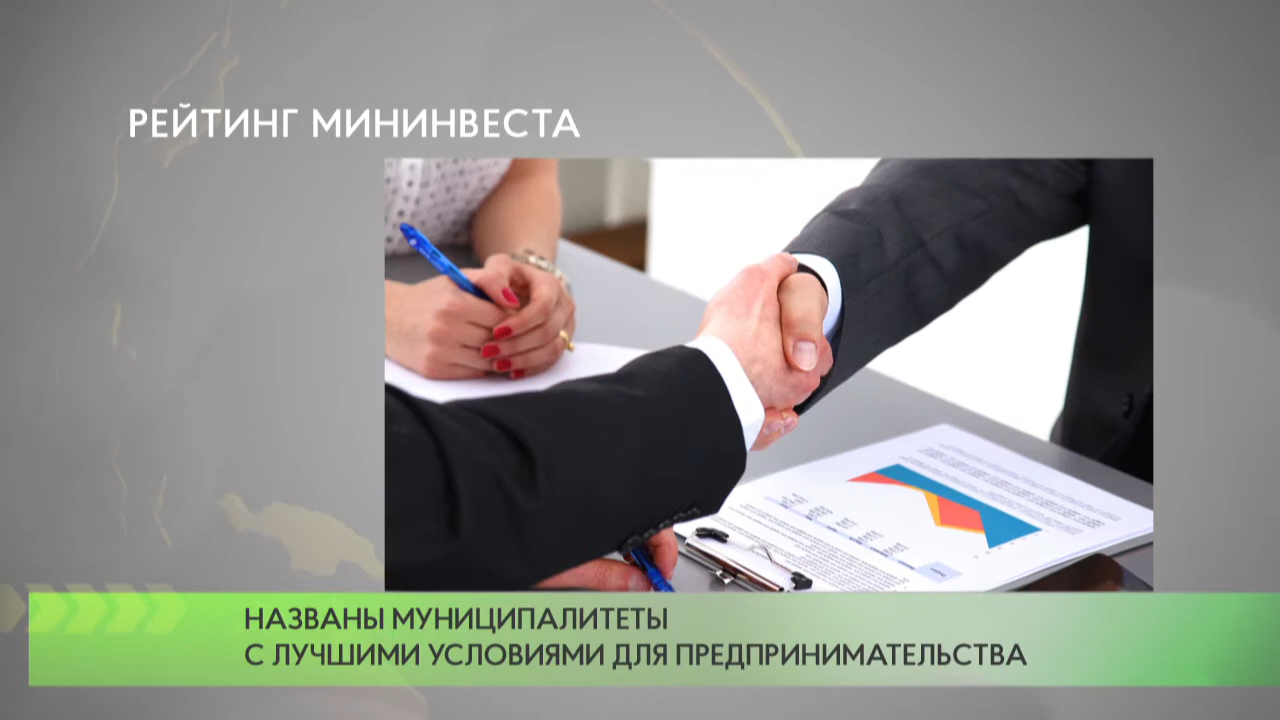 РЕЙТИНГ МИНИНВЕСТА
НАЗВАНЫ МУНИЦИПАЛИТЕТЫ
С ЛУЧШИМИ УСЛОВИЯМИ ДЛЯ ПРЕДПРИНИМАТЕЛЬСТВА